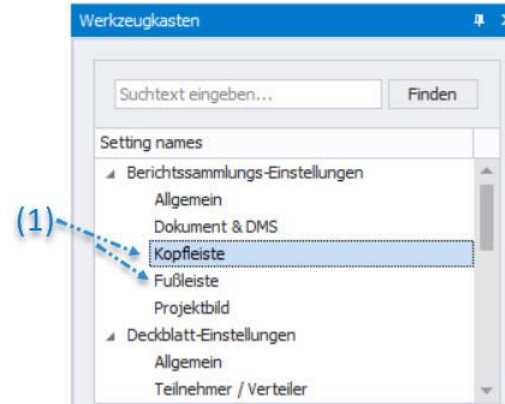 Werkzeugkasten
Suchtext eingeben... Finden
Setting names
Berichtssammlungs-Einstellungen
Allgemein
Dokument & DMS
(1)
Kopfleiste
Fußleiste
Projektbild
Deckblatt-Einstellungen
Allgemein
Teilnehmer / Verteiler